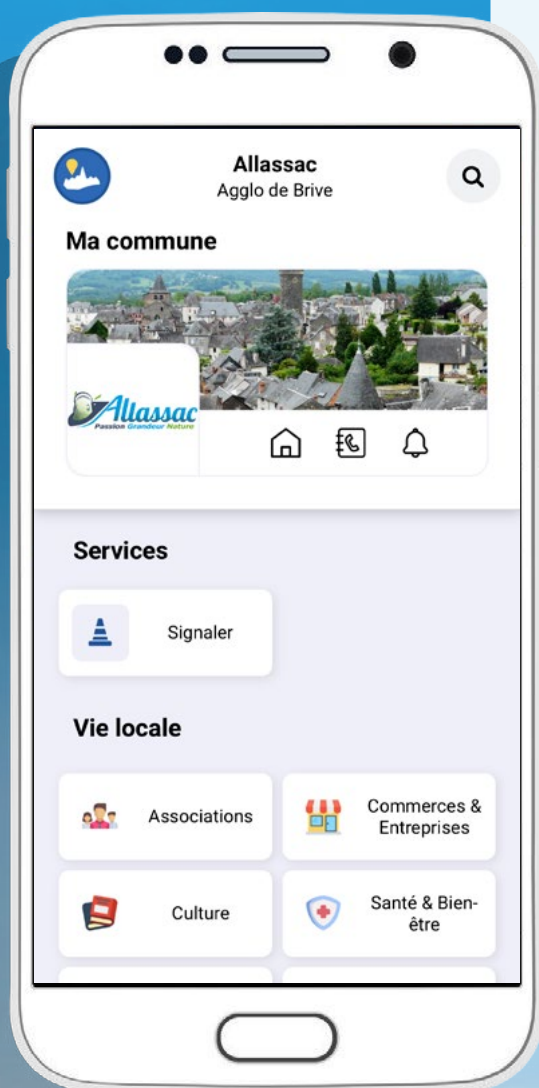 Allassac
Agglo de Brive
Ma commune
Allassac
Passion Grandeur Nature
Services
Signaler
Vie locale
Associations
Commerces &
Entreprises
Culture
Santé & Bien-
être